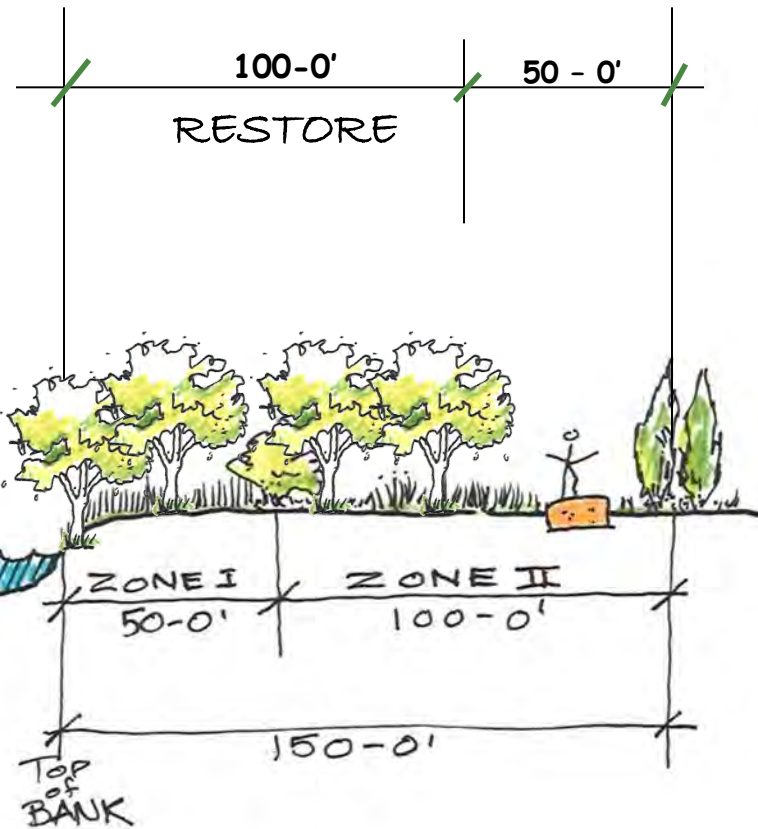 100-0' 50 - 0'
RESTORE
ZONE I ZONE II
50-0' 100-0'
150-0'
TOP
of
BANK